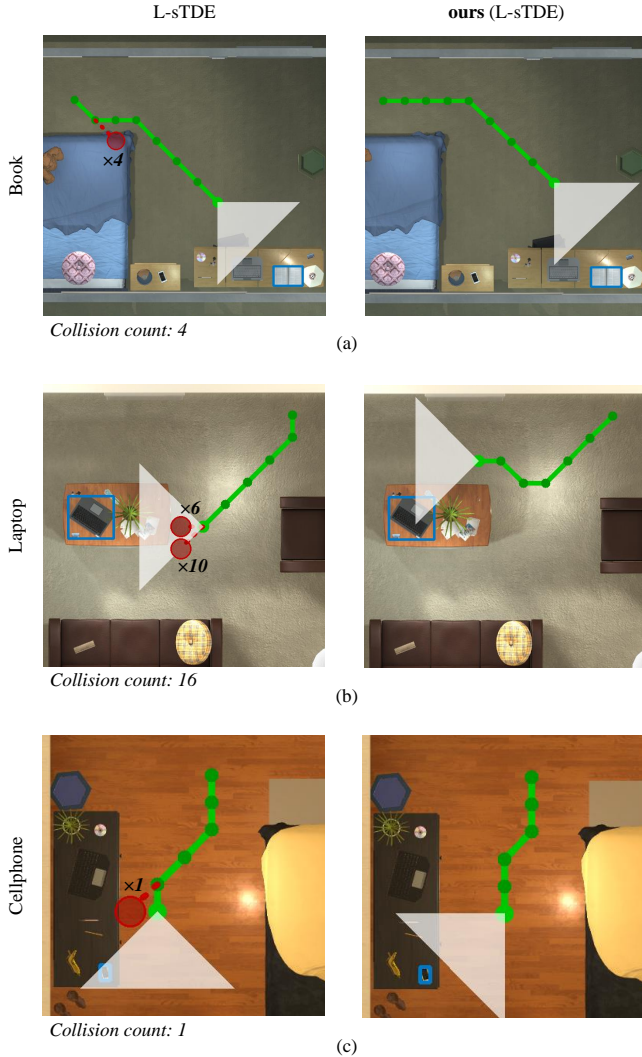 L-sTDE
ours (L-sTDE)
Book
×4
Collision count: 4
(a)
Laptop
×6
×10
Collision count: 16
(b)
Cellphone
×1
Collision count: 1
(c)